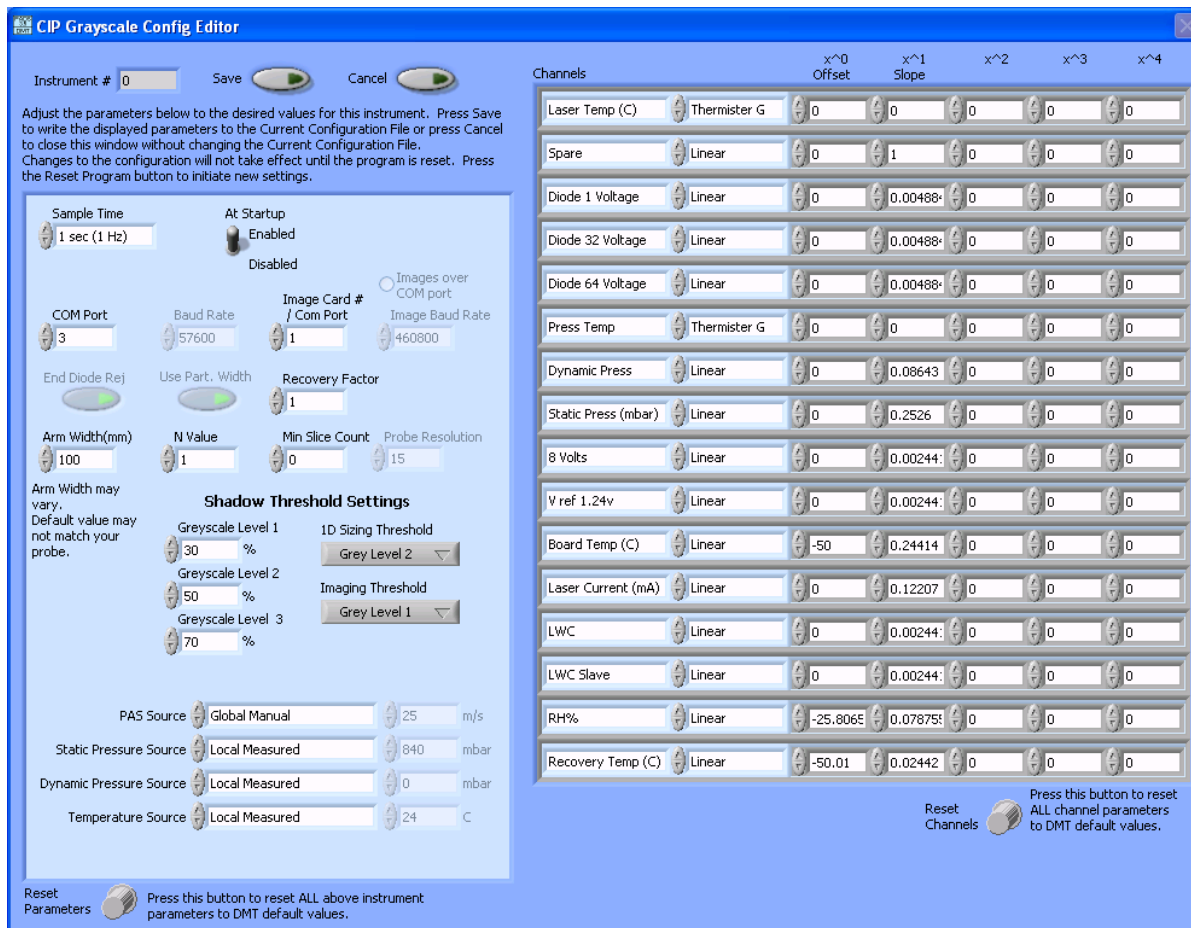 CIP Grayscale Config Editor
Instrument # 0 Save Cancel
Adjust the parameters below to the desired values for this instrument. Press Save
to write the displayed parameters to the Current Configuration File or press Cancel
to close this window without changing the Current Configuration File.
Changes to the configuration will not take effect until the program is reset. Press
the Reset Program button to initiate new settings.
Sample Time
1 sec (1 Hz)
At Startup
Enabled
Disabled
Images over
COM port
COM Port
3
Baud Rate
57600
Image Card #
/ Com Port
1
Image Baud Rate
460800
End Diode Rej
Use Part. Width
Recovery Factor
1
Arm Width(mm)
100
N Value
1
Min Slice Count
0
Probe Resolution
15
Arm Width may
vary.
Default value may
not match your
probe.
Shadow Threshold Settings
Greyscale Level 1
30 %
Greyscale Level 2
50 %
Greyscale Level 3
70 %
1D Sizing Threshold
Grey Level 2
Imaging Threshold
Grey Level 1
PAS Source Global Manual 25 m/s
Static Pressure Source Local Measured 840 mbar
Dynamic Pressure Source Local Measured 0 mbar
Temperature Source Local Measured 24 C
Reset
Parameters
Press this button to reset ALL above instrument
parameters to DMT default values.
x^0 x^1 x^2 x^3 x^4
Channels Offset Slope
Laser Temp (C) Thermister G 0 0 0 0 0
Spare Linear 0 1 0 0 0
Diode 1 Voltage Linear 0 0.00488 0 0 0
Diode 32 Voltage Linear 0 0.00488 0 0 0
Diode 64 Voltage Linear 0 0.00488 0 0 0
Press Temp Thermister G 0 0 0 0 0
Dynamic Press Linear 0 0.08643 0 0 0
Static Press (mbar) Linear 0 0.2526 0 0 0
8 Volts Linear 0 0.00244 0 0 0
V ref 1.24v Linear 0 0.00244 0 0 0
Board Temp (C) Linear -50 0.24414 0 0 0
Laser Current (mA) Linear 0 0.12207 0 0 0
LWC Linear 0 0.00244 0 0 0
LWC Slave Linear 0 0.00244 0 0 0
RH% Linear -25.8065 0.07875 0 0 0
Recovery Temp (C) Linear -50.01 0.02442 0 0 0
Reset
Channels
Press this button to reset
ALL channel parameters
to DMT default values.